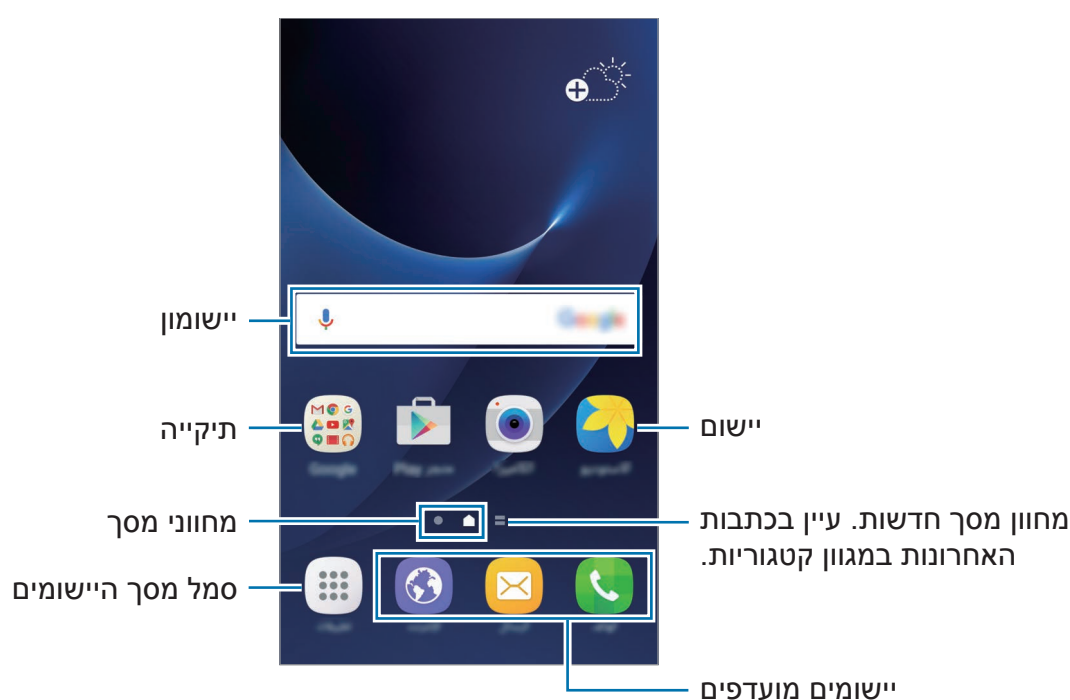 יישומון
תיקייה
יישום
מחווני מסך
מחוון מסך חדשות. עיין בכתבות
האחרונות במגוון קטגוריות.
סמל מסך היישומים
יישומים מועדפים